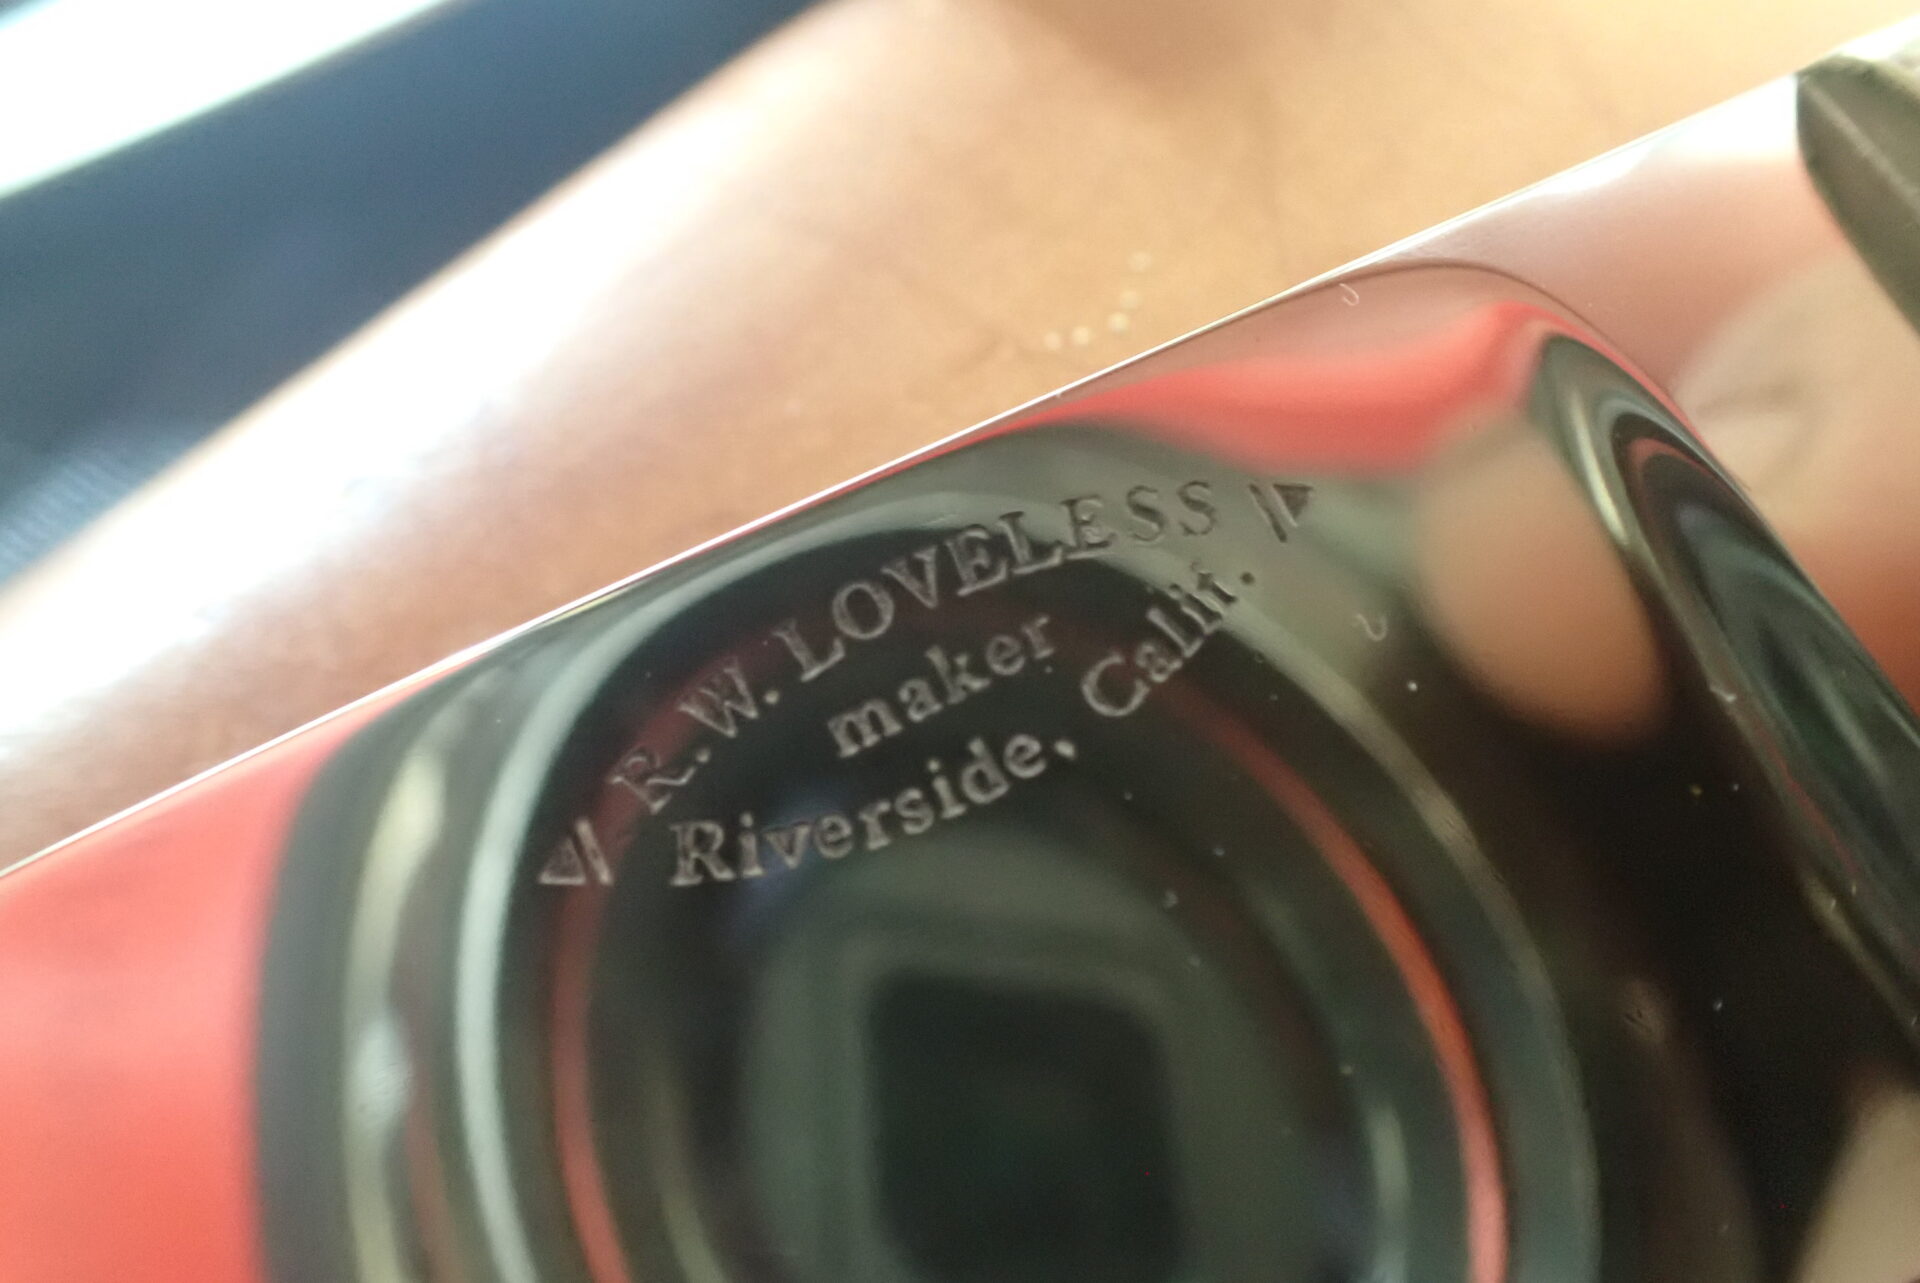 R.W. LOVELESS
maker
Riverside, Calif.